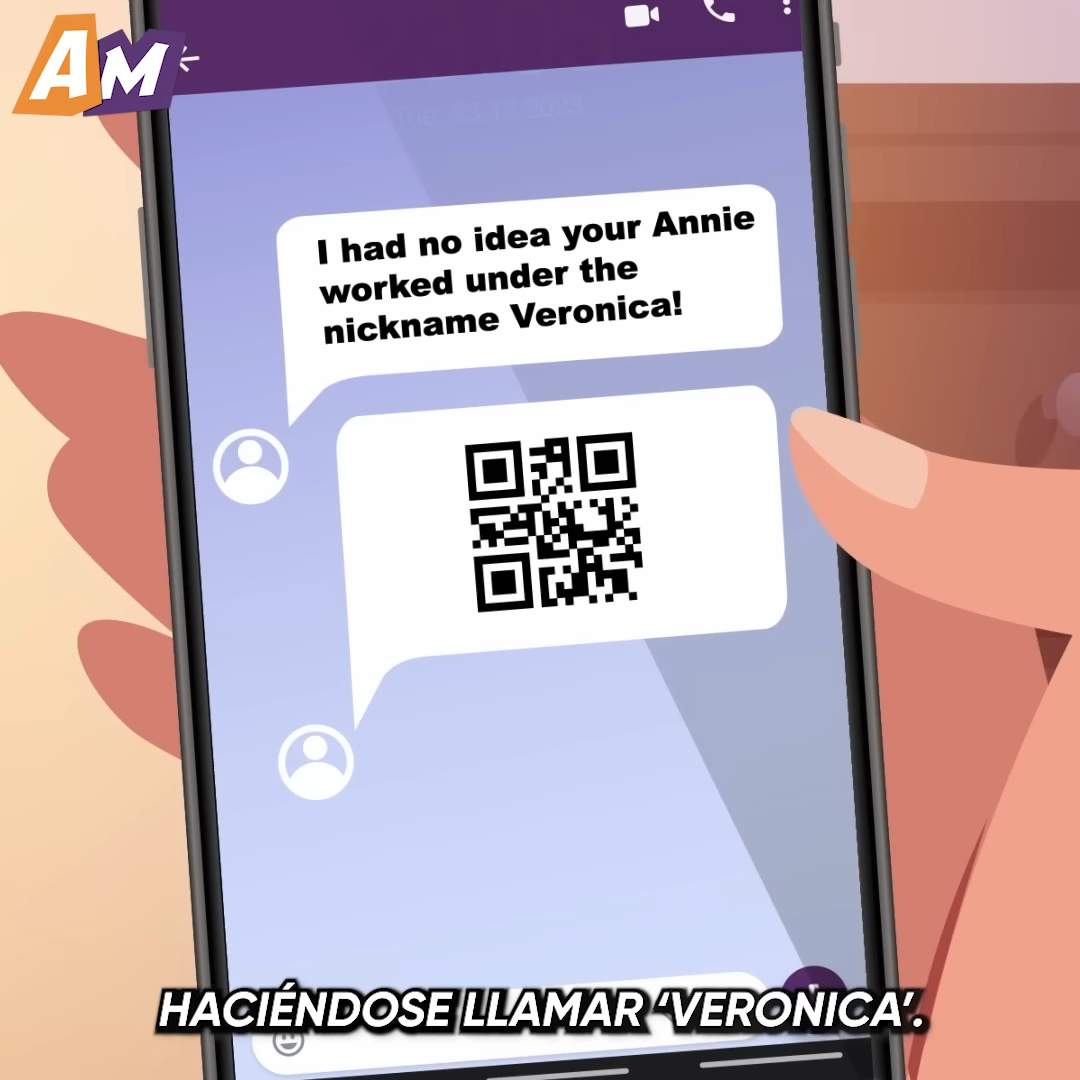 AM
I had no idea your Annie
worked under the
nickname Veronica!
HACIÉNDOSE LLAMAR ‘VERONICA’.